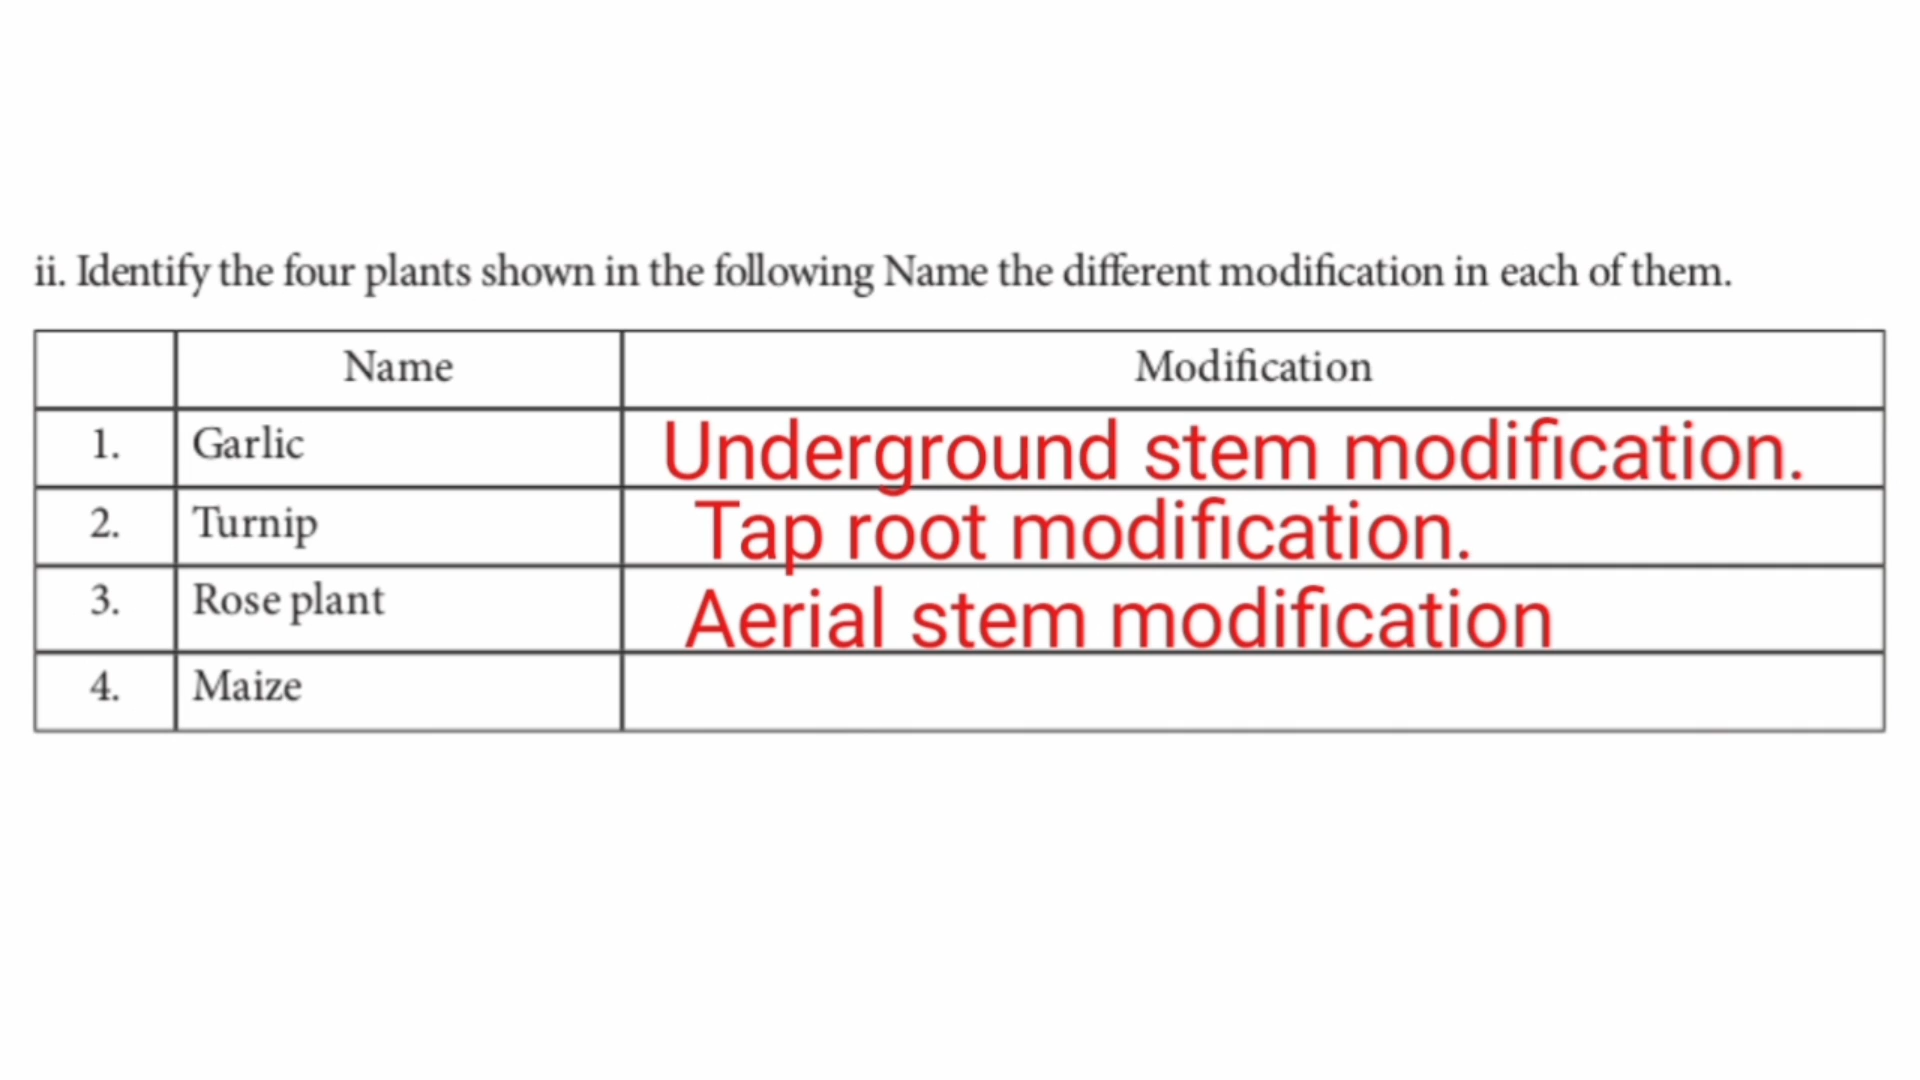 ii. Identify the four plants shown in the following Name the different modification in each of them.
Name Modification
1. Garlic Underground stem modification.
2. Turnip Tap root modification.
3. Rose plant Aerial stem modification
4. Maize